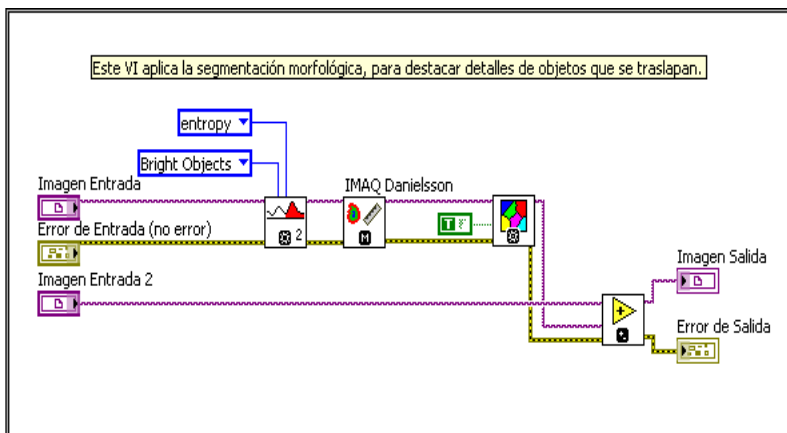 Este VI aplica la segmentación morfológica, para destacar detalles de objetos que se traslapan.
entropy
Bright Objects
Imagen Entrada
IMAQ Danielsson
2
M
T F
Error de Entrada (no error)
Imagen Entrada 2
+
Imagen Salida
Error de Salida